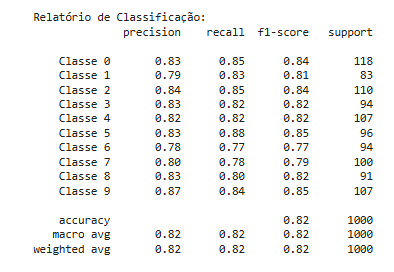 Relatório de Classificação:
precision recall f1-score support
Classe 0 0.83 0.85 0.84 118
Classe 1 0.79 0.83 0.81 83
Classe 2 0.84 0.85 0.84 110
Classe 3 0.83 0.82 0.82 94
Classe 4 0.82 0.82 0.82 107
Classe 5 0.83 0.88 0.85 96
Classe 6 0.78 0.77 0.77 94
Classe 7 0.80 0.78 0.79 100
Classe 8 0.83 0.80 0.82 91
Classe 9 0.87 0.84 0.85 107
accuracy 0.82 1000
macro avg 0.82 0.82 0.82 1000
weighted avg 0.82 0.82 0.82 1000